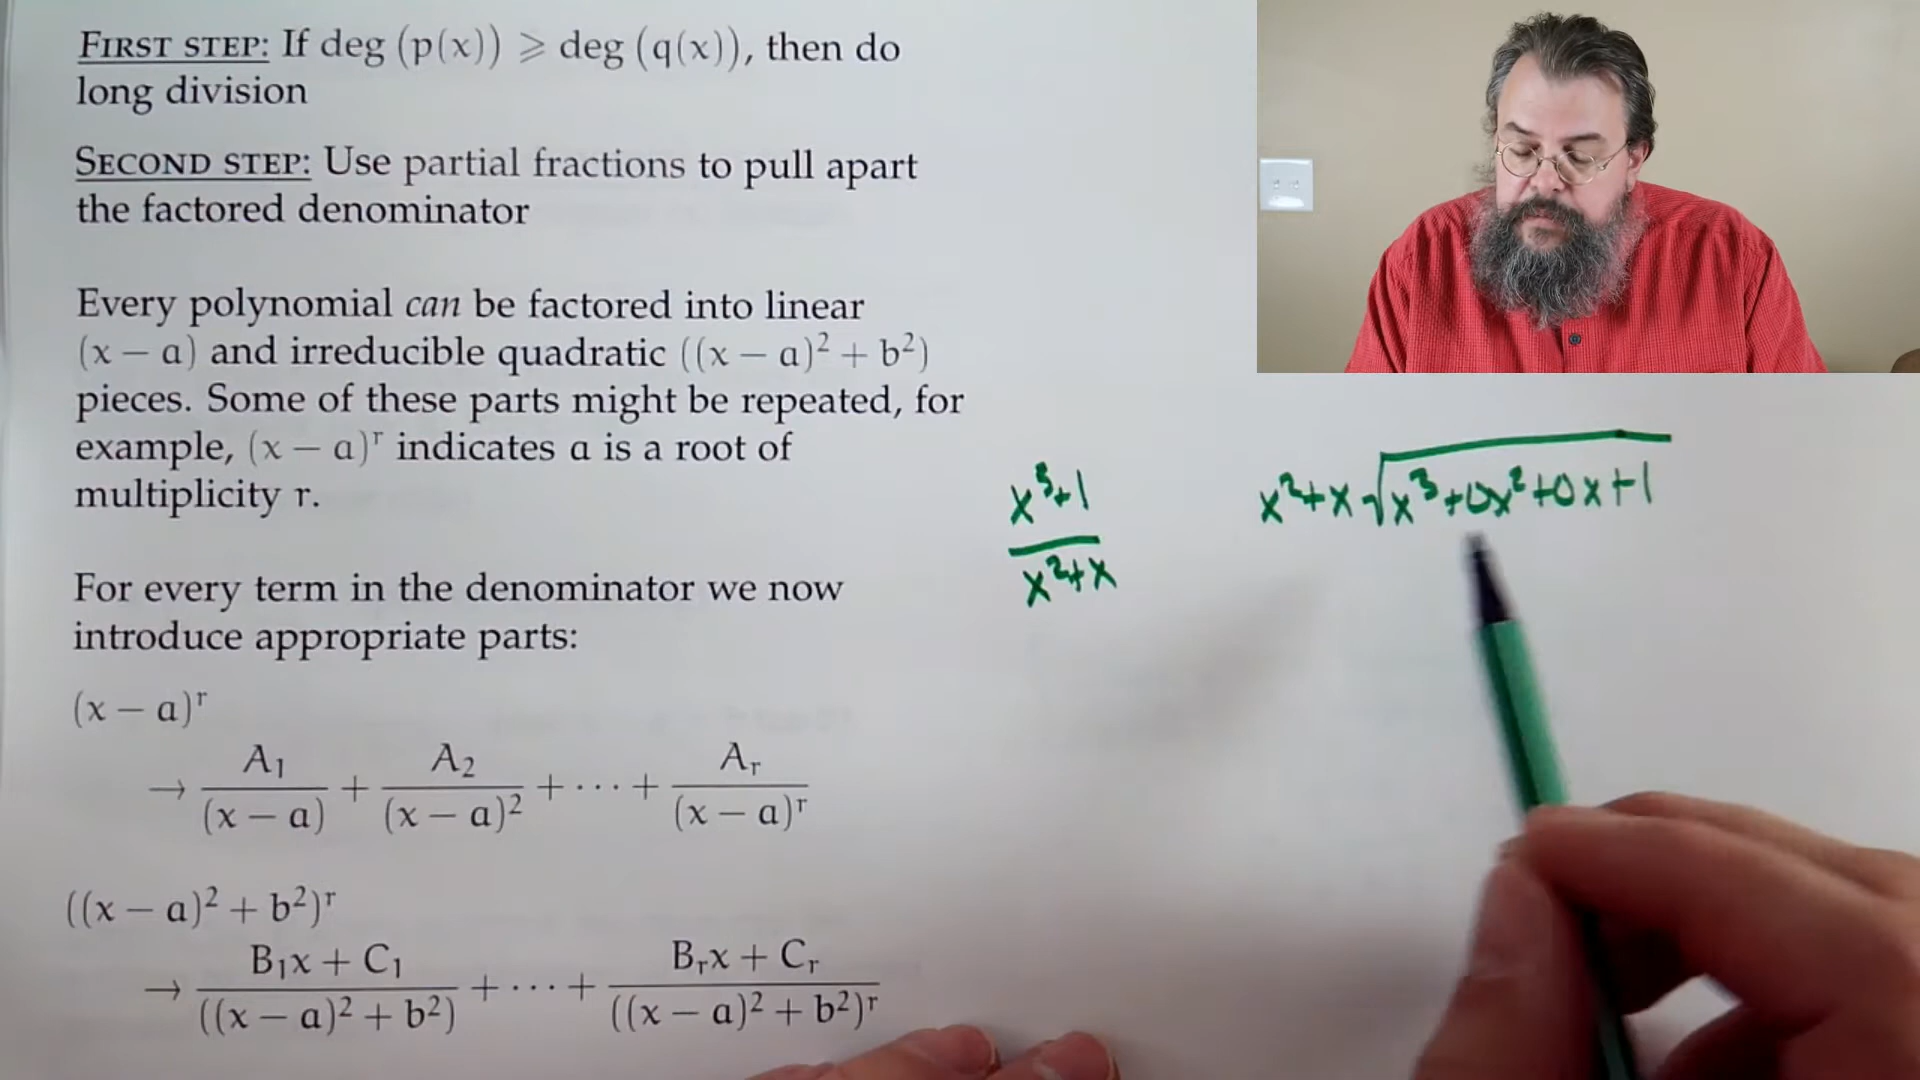 FIRST STEP: If deg (p(x)) ⩾ deg (q(x)), then do
long division
SECOND STEP: Use partial fractions to pull apart
the factored denominator
Every polynomial can be factored into linear
(x − a) and irreducible quadratic ((x − a)² + b²)
pieces. Some of these parts might be repeated, for
example, (x − a)ʳ indicates a is a root of
multiplicity r.
For every term in the denominator we now
introduce appropriate parts:
(x − a)ʳ
→ A₁/(x − a) + A₂/(x − a)² + · · · + Aᵣ/(x − a)ʳ
((x − a)² + b²)ʳ
→ (B₁x + C₁)/((x − a)² + b²) + · · · + (Bᵣx + Cᵣ)/((x − a)² + b²)ʳ
x³+1
x²+x
x²+x √x³+0x²+0x+1